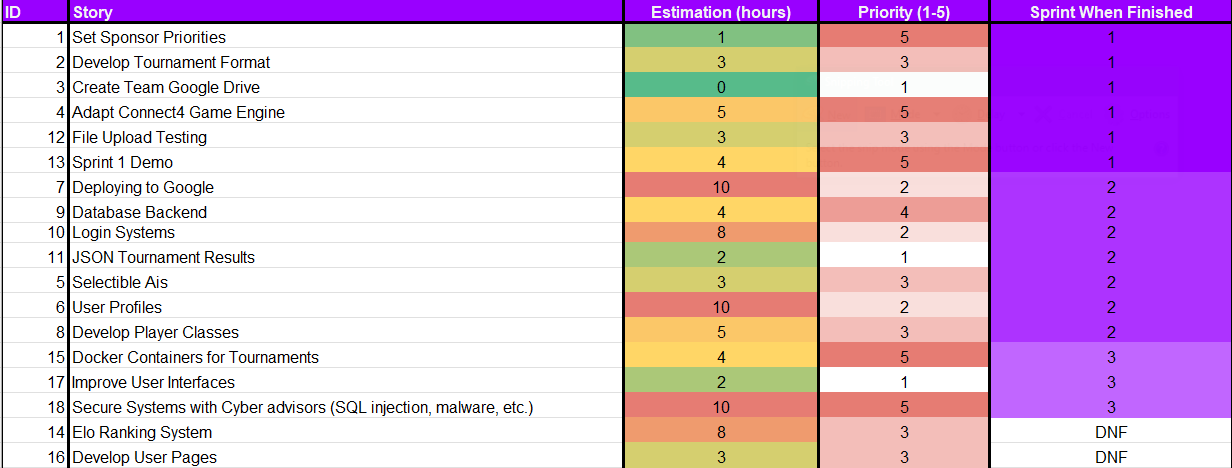 ID Story Estimation (hours) Priority (1-5) Sprint When Finished
1 Set Sponsor Priorities 1 5 1
2 Develop Tournament Format 3 3 1
3 Create Team Google Drive 0 1 1
4 Adapt Connect4 Game Engine 5 5 1
12 File Upload Testing 3 3 1
13 Sprint 1 Demo 4 5 1
7 Deploying to Google 10 2 2
9 Database Backend 4 4 2
10 Login Systems 8 2 2
11 JSON Tournament Results 2 1 2
5 Selectible Ais 3 3 2
6 User Profiles 10 2 2
8 Develop Player Classes 5 3 2
15 Docker Containers for Tournaments 4 5 3
17 Improve User Interfaces 2 1 3
18 Secure Systems with Cyber advisors (SQL injection, malware, etc.) 10 5 3
14 Elo Ranking System 8 3 DNF
16 Develop User Pages 3 3 DNF